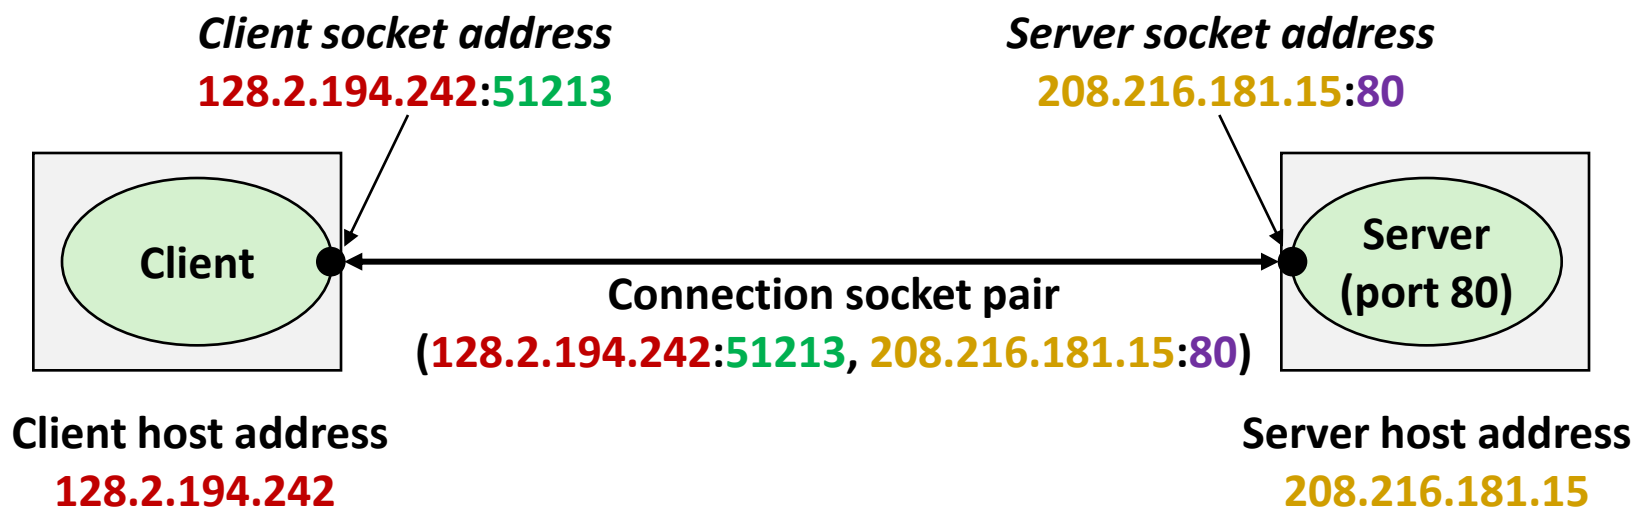 Client socket address
128.2.194.242:51213
Server socket address
208.216.181.15:80
Client
Server
(port 80)
Connection socket pair
(128.2.194.242:51213, 208.216.181.15:80)
Client host address
128.2.194.242
Server host address
208.216.181.15